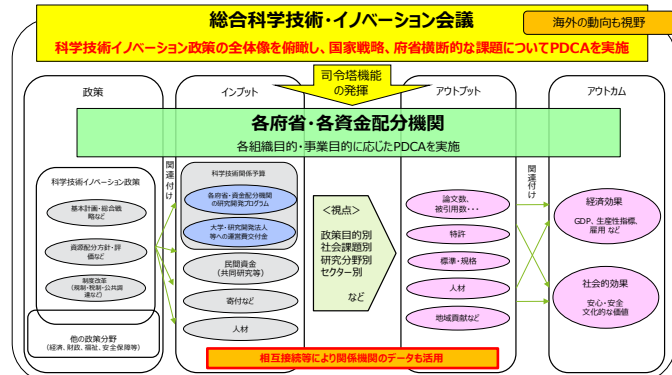 総合科学技術・イノベーション会議
海外の動向も視野
科学技術イノベーション政策の全体像を俯瞰し、国家戦略、府省横断的な課題についてPDCAを実施
司令塔機能
の発揮
政策
インプット
アウトプット
アウトカム
各府省・各資金配分機関
各組織目的・事業目的に応じたPDCAを実施
関連付け
関連付け
科学技術イノベーション政策
基本計画・総合戦
略など
資源配分方針・評
価など
制度改革
(規制・税制・公共調
達など)
他の政策分野
(経済、財政、福祉、安全保障等)
科学技術関係予算
各府省・資金配分機関
の研究開発プログラム
大学・研究開発法人
等への運営費交付金
民間資金
(共同研究等)
寄付など
人材
<視点>
政策目的別
社会課題別
研究分野別
セクター別
など
論文数、
被引用数・・・
特許
標準・規格
人材
地域貢献など
経済効果
GDP、生産性指標、
雇用 など
社会的効果
安心・安全
文化的な価値
相互接続等により関係機関のデータも活用